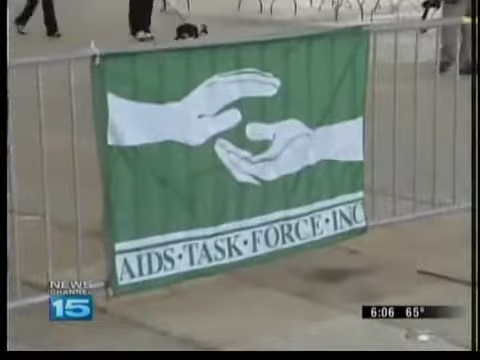 AIDS·TASK·FORCE·INC
NEWS
CHANNEL
15
6:06 65°